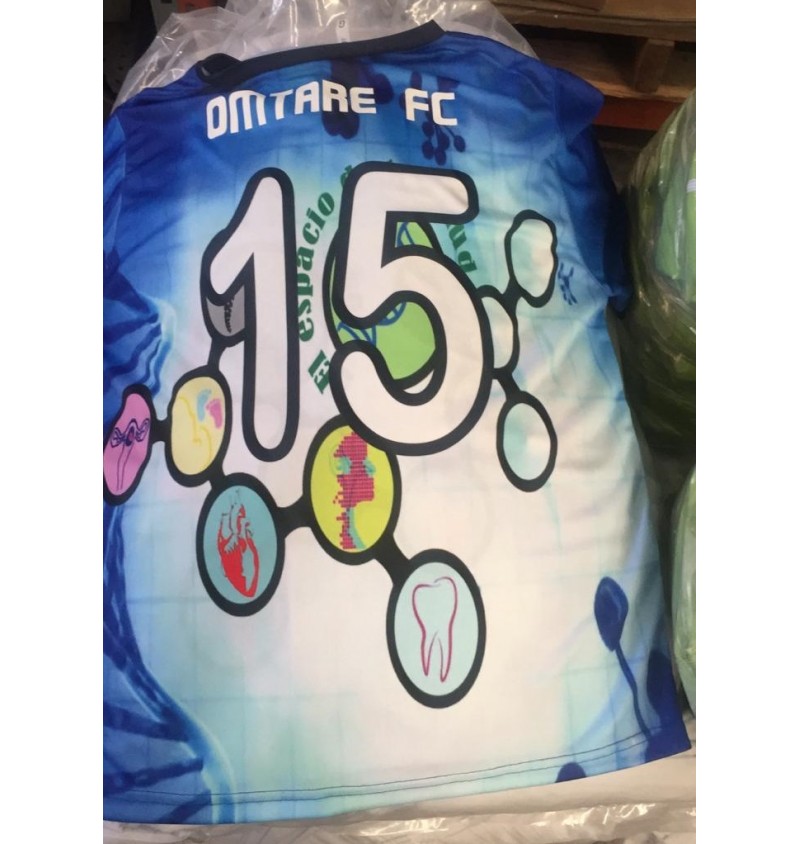 OMTARE FC
15
El espacio